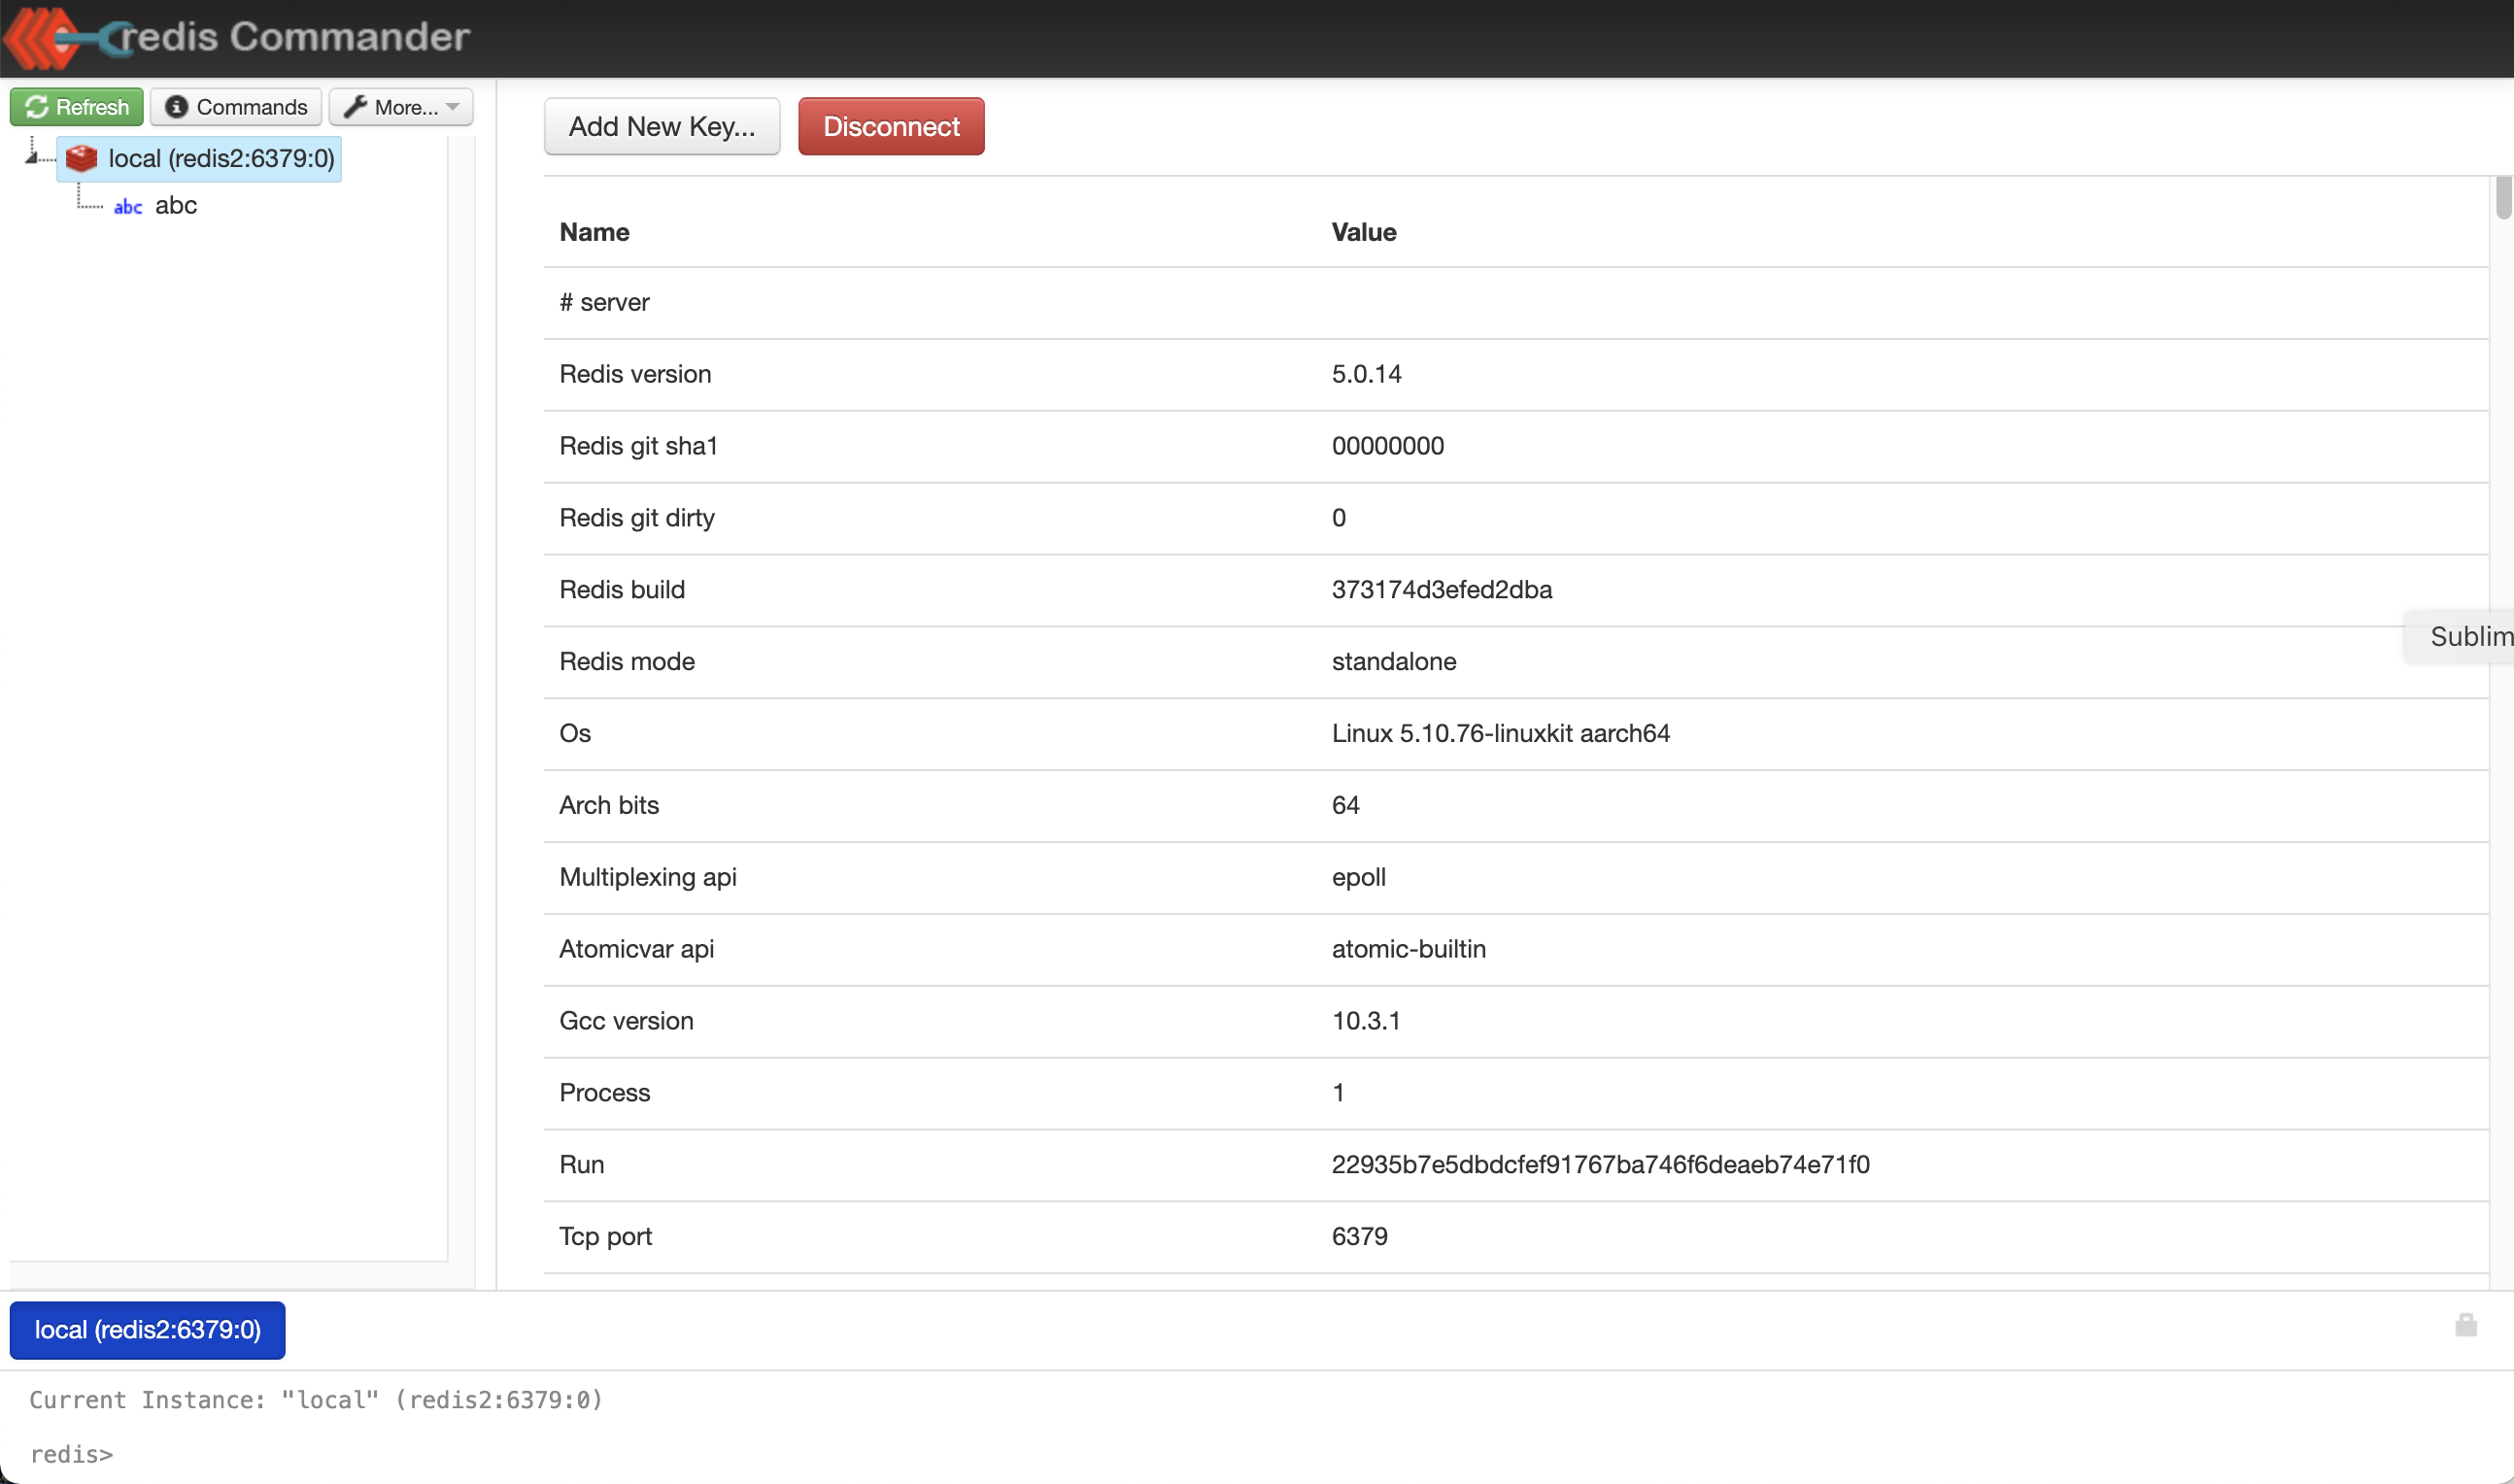 redis Commander
Refresh Commands More...
local (redis2:6379:0)
abc abc
Add New Key... Disconnect
Name Value
# server
Redis version 5.0.14
Redis git sha1 00000000
Redis git dirty 0
Redis build 373174d3efed2dba
Redis mode standalone
Os Linux 5.10.76-linuxkit aarch64
Arch bits 64
Multiplexing api epoll
Atomicvar api atomic-builtin
Gcc version 10.3.1
Process 1
Run 22935b7e5dbdcfef91767ba746f6deaeb74e71f0
Tcp port 6379
Sublim
local (redis2:6379:0)
Current Instance: "local" (redis2:6379:0)
redis>